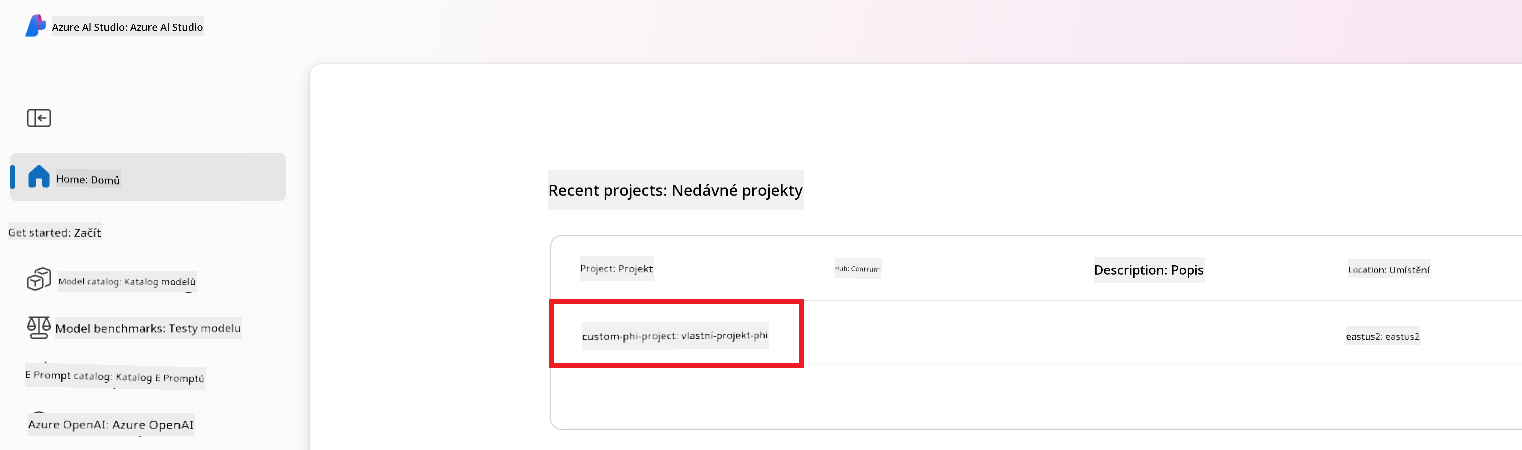 Azure AI Studio: Azure AI Studio
Home: Domů
Get started: Začít
Model catalog: Katalog modelů
Model benchmarks: Testy modelu
E Prompt catalog: Katalog E Promptů
Azure OpenAI: Azure OpenAI
Recent projects: Nedávné projekty
Project: Projekt Hub: Centrum Description: Popis Location: Umístění
custom-phi-project: vlastní-projekt-phi eastus2: eastus2